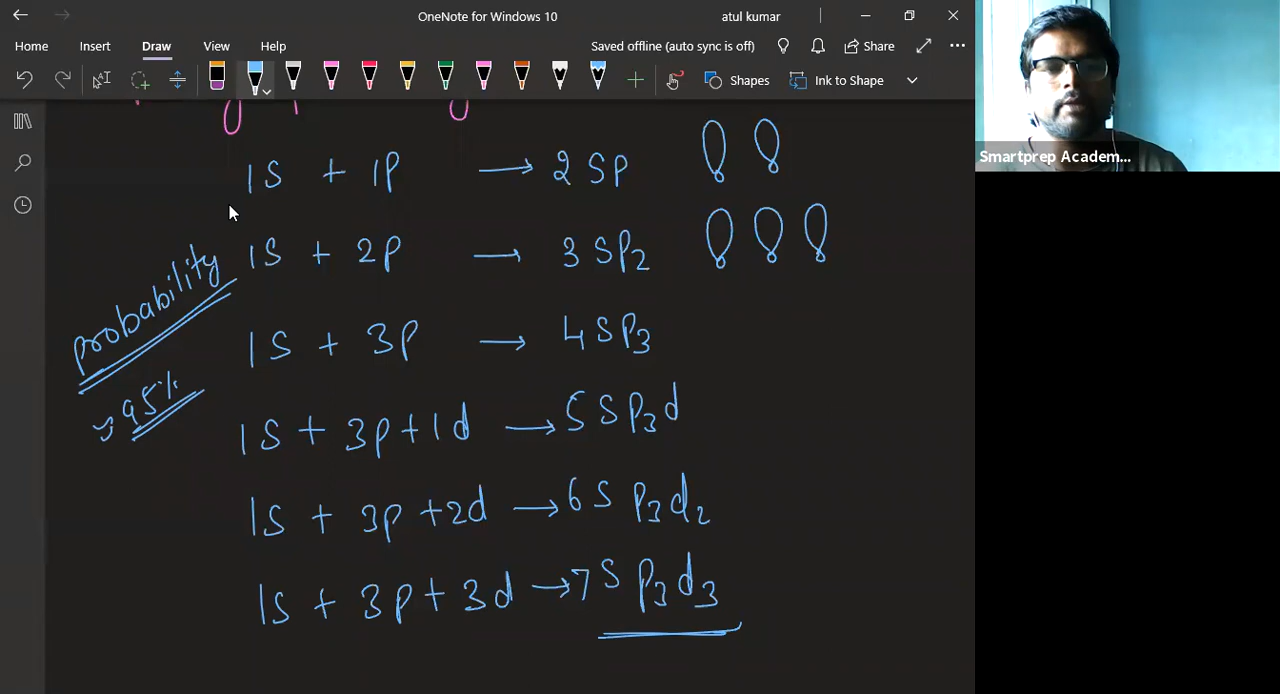 OneNote for Windows 10
atul kumar
Home Insert Draw View Help
Saved offline (auto sync is off)
Share
Shapes
Ink to Shape
Smartprep Academ...
1S + 1P → 2 SP
1S + 2P → 3 SP2
1S + 3P → 4 SP3
1S + 3P + 1d → 5 SP3d
1S + 3P + 2d → 6 S P3d2
1S + 3P + 3d → 7 S P3d3
probability
→ 95%